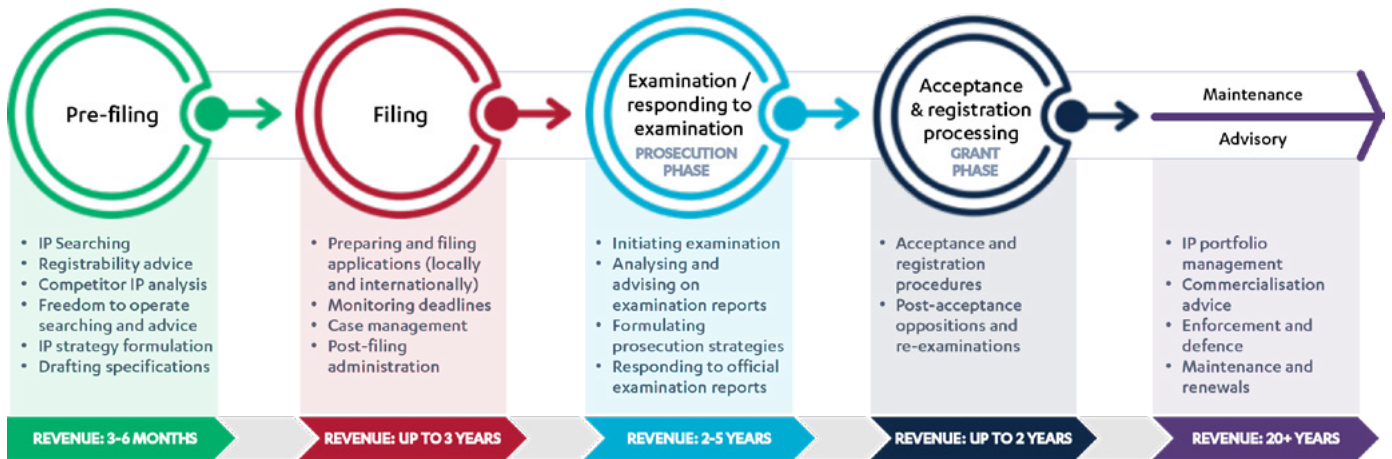 Pre-filing
Filing
Examination /
responding to
examination
PROSECUTION
PHASE
Acceptance
& registration
processing
GRANT
PHASE
Maintenance
Advisory
• IP Searching
• Registrability advice
• Competitor IP analysis
• Freedom to operate
searching and advice
• IP strategy formulation
• Drafting specifications
• Preparing and filing
applications (locally
and internationally)
• Monitoring deadlines
• Case management
• Post-filing
administration
• Initiating examination
• Analysing and
advising on
examination reports
• Formulating
prosecution strategies
• Responding to official
examination reports
• Acceptance and
registration
procedures
• Post-acceptance
oppositions and
re-examinations
• IP portfolio
management
• Commercialisation
advice
• Enforcement and
defence
• Maintenance and
renewals
REVENUE: 3-6 MONTHS
REVENUE: UP TO 3 YEARS
REVENUE: 2-5 YEARS
REVENUE: UP TO 2 YEARS
REVENUE: 20+ YEARS